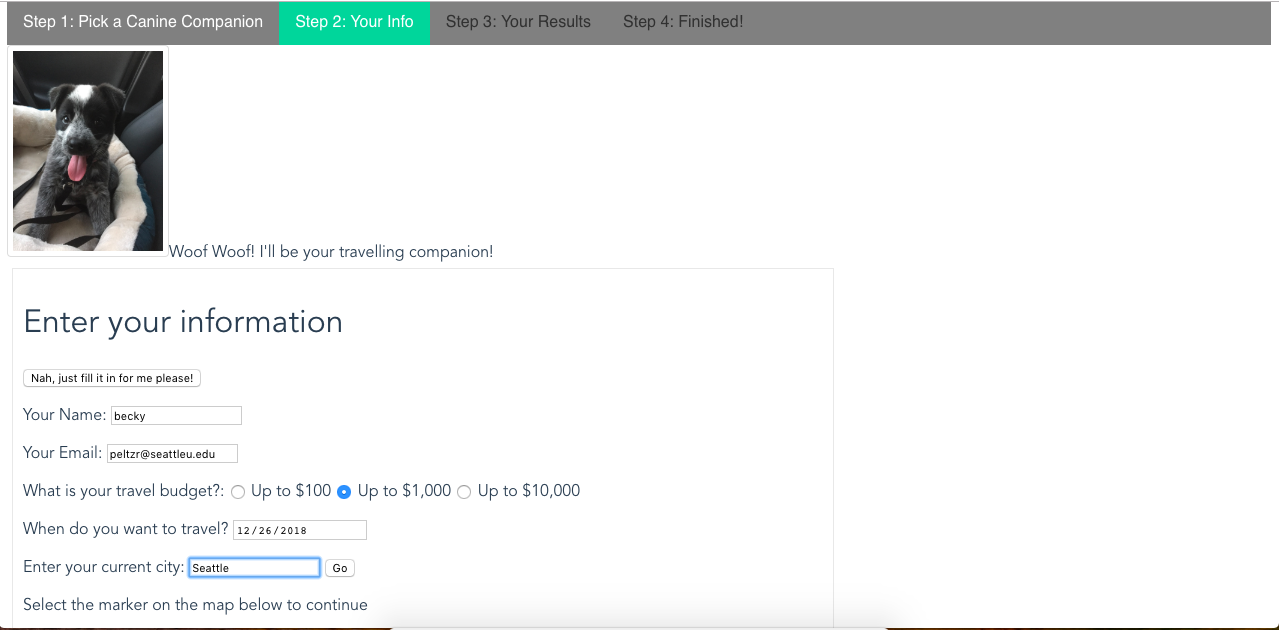 Step 1: Pick a Canine Companion Step 2: Your Info Step 3: Your Results Step 4: Finished!
Woof Woof! I'll be your travelling companion!
Enter your information
Nah, just fill it in for me please!
Your Name: becky
Your Email: peltzr@seattleu.edu
What is your travel budget?: Up to $100 Up to $1,000 Up to $10,000
When do you want to travel? 12/26/2018
Enter your current city: Seattle Go
Select the marker on the map below to continue